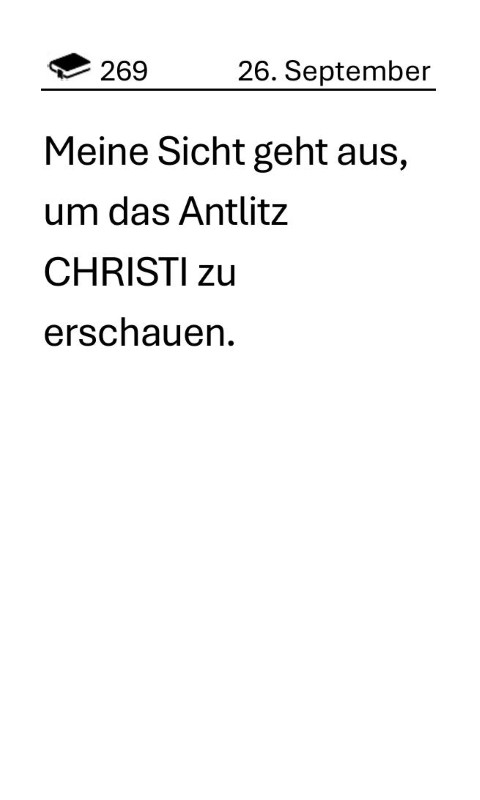 269 26. September
Meine Sicht geht aus,
um das Antlitz
CHRISTI zu
erschauen.